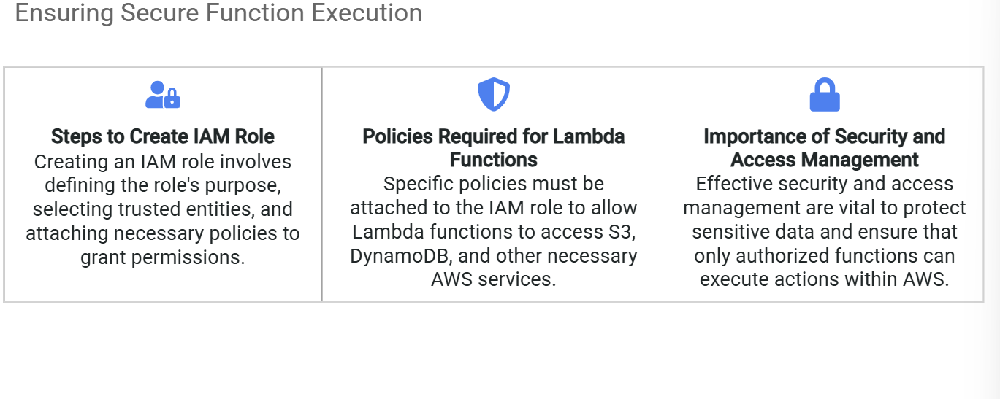 Ensuring Secure Function Execution
Steps to Create IAM Role
Creating an IAM role involves
defining the role's purpose,
selecting trusted entities, and
attaching necessary policies to
grant permissions.
Policies Required for Lambda
Functions
Specific policies must be
attached to the IAM role to allow
Lambda functions to access S3,
DynamoDB, and other necessary
AWS services.
Importance of Security and
Access Management
Effective security and access
management are vital to protect
sensitive data and ensure that
only authorized functions can
execute actions within AWS.